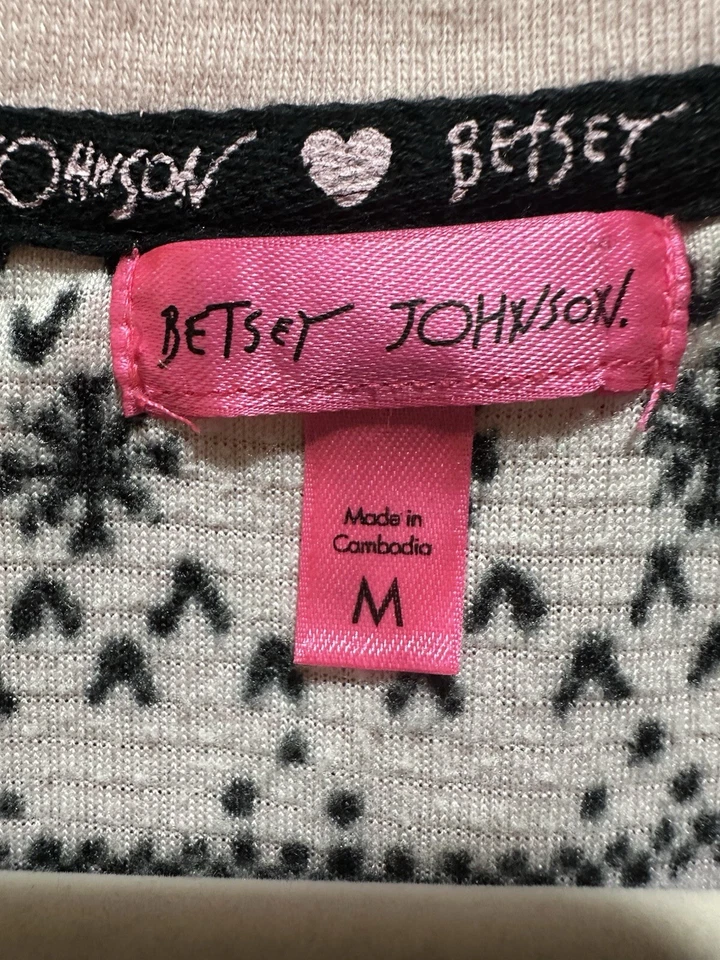 JOHNSON ♥ BETSEY
BETSEY JOHNSON.
Made in
Cambodia
M